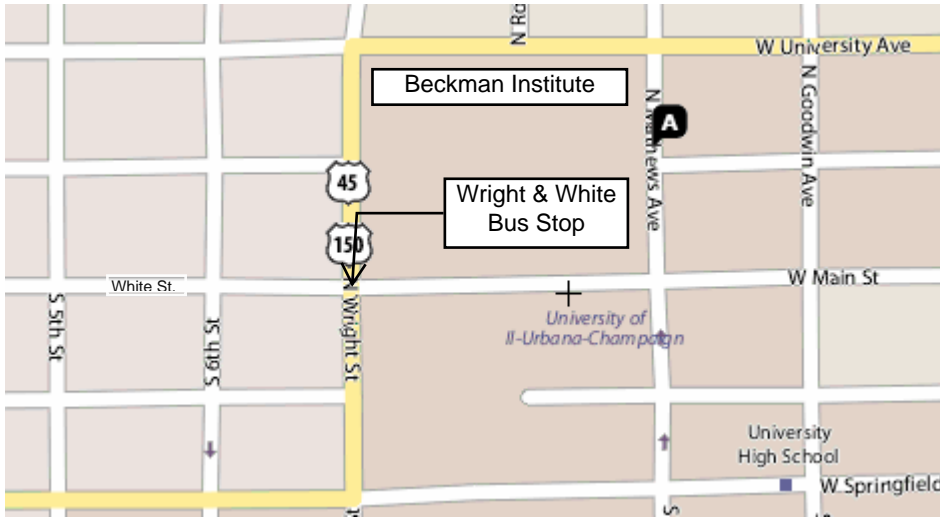 N Ro
W University Ave
Beckman Institute
N Mathews Ave
A
N Goodwin Ave
45
Wright & White
Bus Stop
150
White St.
W Main St
S 5th St
S 6th St
N Wright St
University of
Il-Urbana-Champaign
University
High School
W Springfield
S